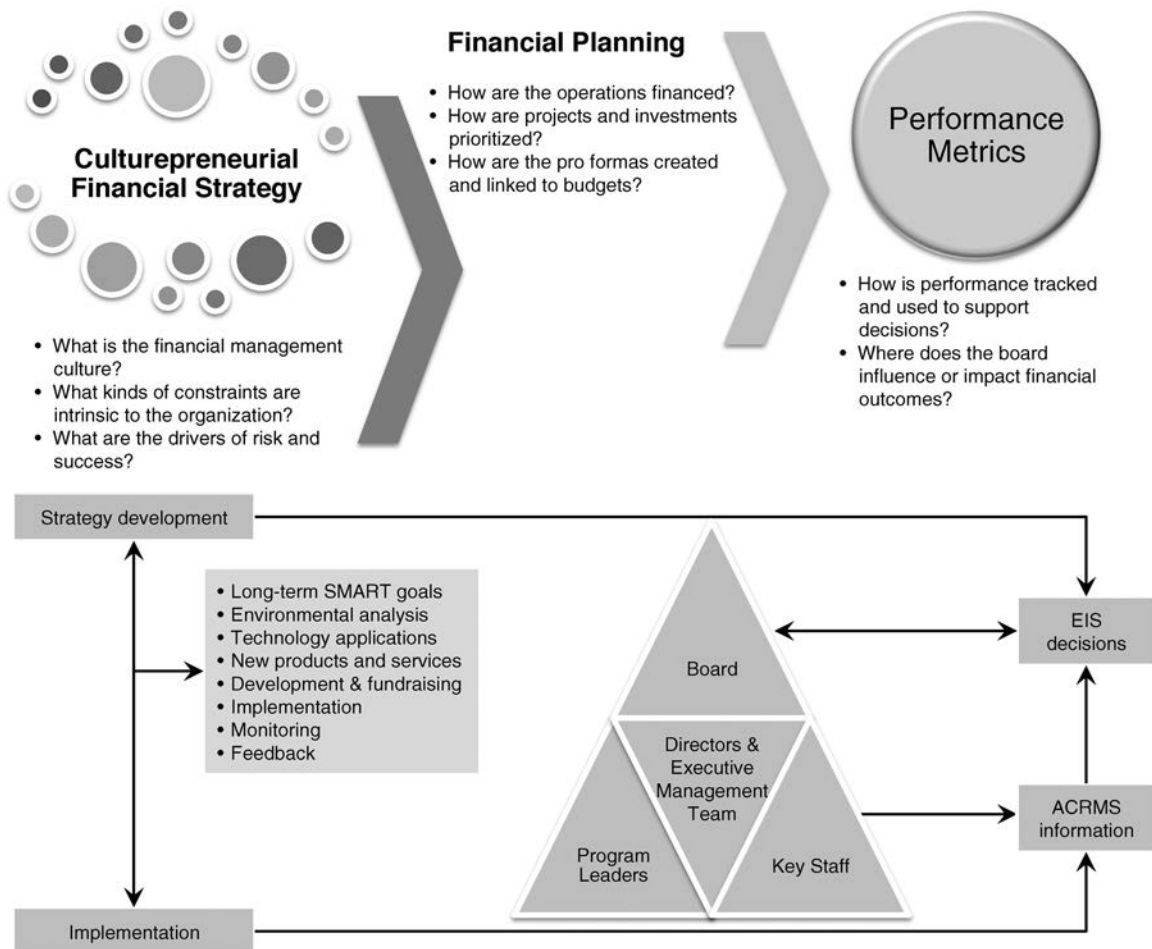 Culturepreneurial
Financial Strategy
• What is the financial management
culture?
• What kinds of constraints are
intrinsic to the organization?
• What are the drivers of risk and
success?
Financial Planning
• How are the operations financed?
• How are projects and investments
prioritized?
• How are the pro formas created
and linked to budgets?
Performance
Metrics
• How is performance tracked
and used to support
decisions?
• Where does the board
influence or impact financial
outcomes?
Strategy development
• Long-term SMART goals
• Environmental analysis
• Technology applications
• New products and services
• Development & fundraising
• Implementation
• Monitoring
• Feedback
Implementation
Board
Directors &
Executive
Management
Team
Program
Leaders
Key Staff
EIS
decisions
ACRMS
information